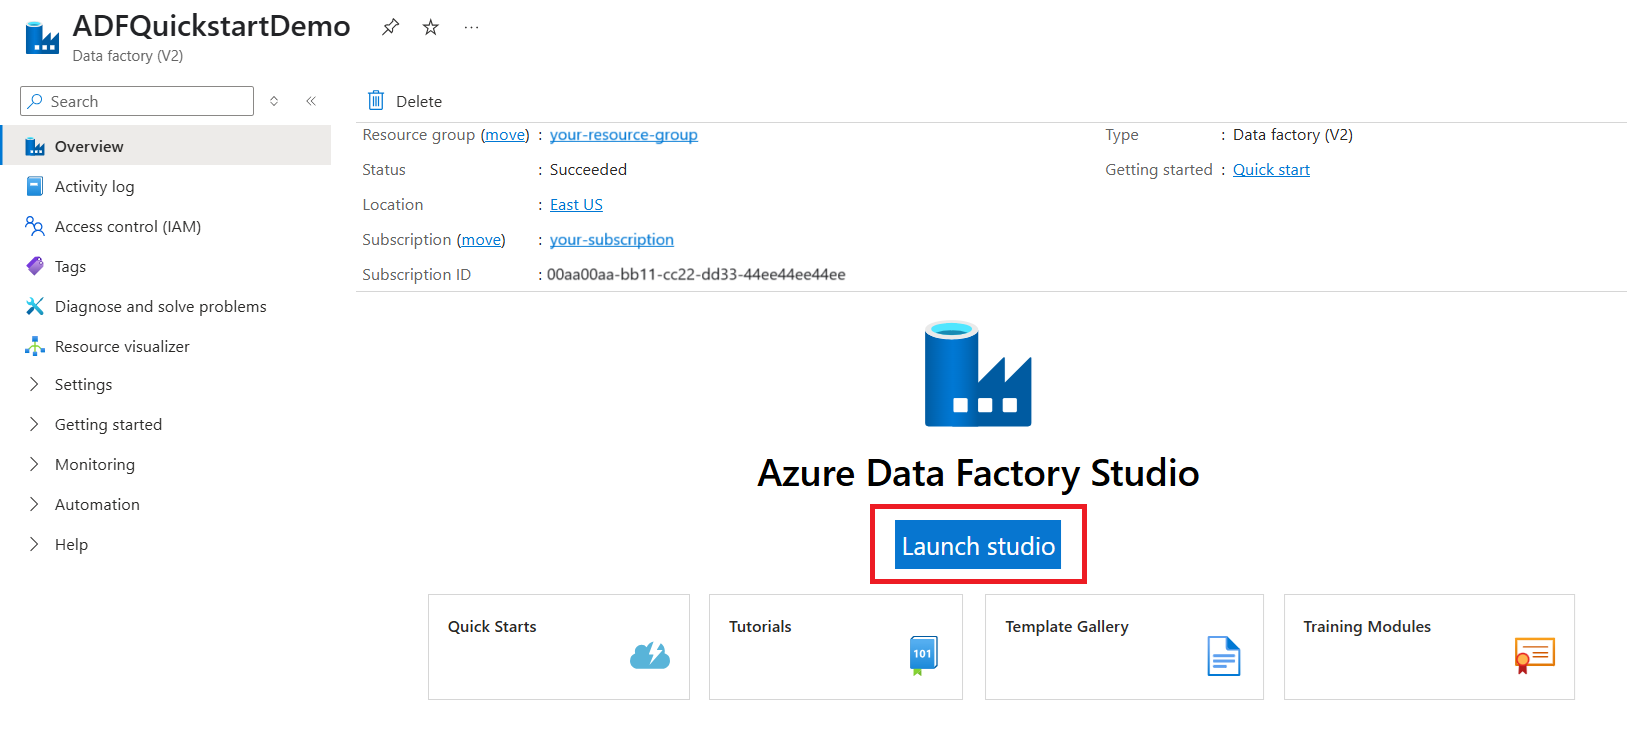 ADFQuickstartDemo
Data factory (V2)
Search
Overview
Activity log
Access control (IAM)
Tags
Diagnose and solve problems
Resource visualizer
Settings
Getting started
Monitoring
Automation
Help
Delete
Resource group (move) : your-resource-group
Status : Succeeded
Location : East US
Subscription (move) : your-subscription
Subscription ID : 00aa00aa-bb11-cc22-dd33-44ee44ee44ee
Type : Data factory (V2)
Getting started : Quick start
Azure Data Factory Studio
Launch studio
Quick Starts
Tutorials
101
Template Gallery
Training Modules